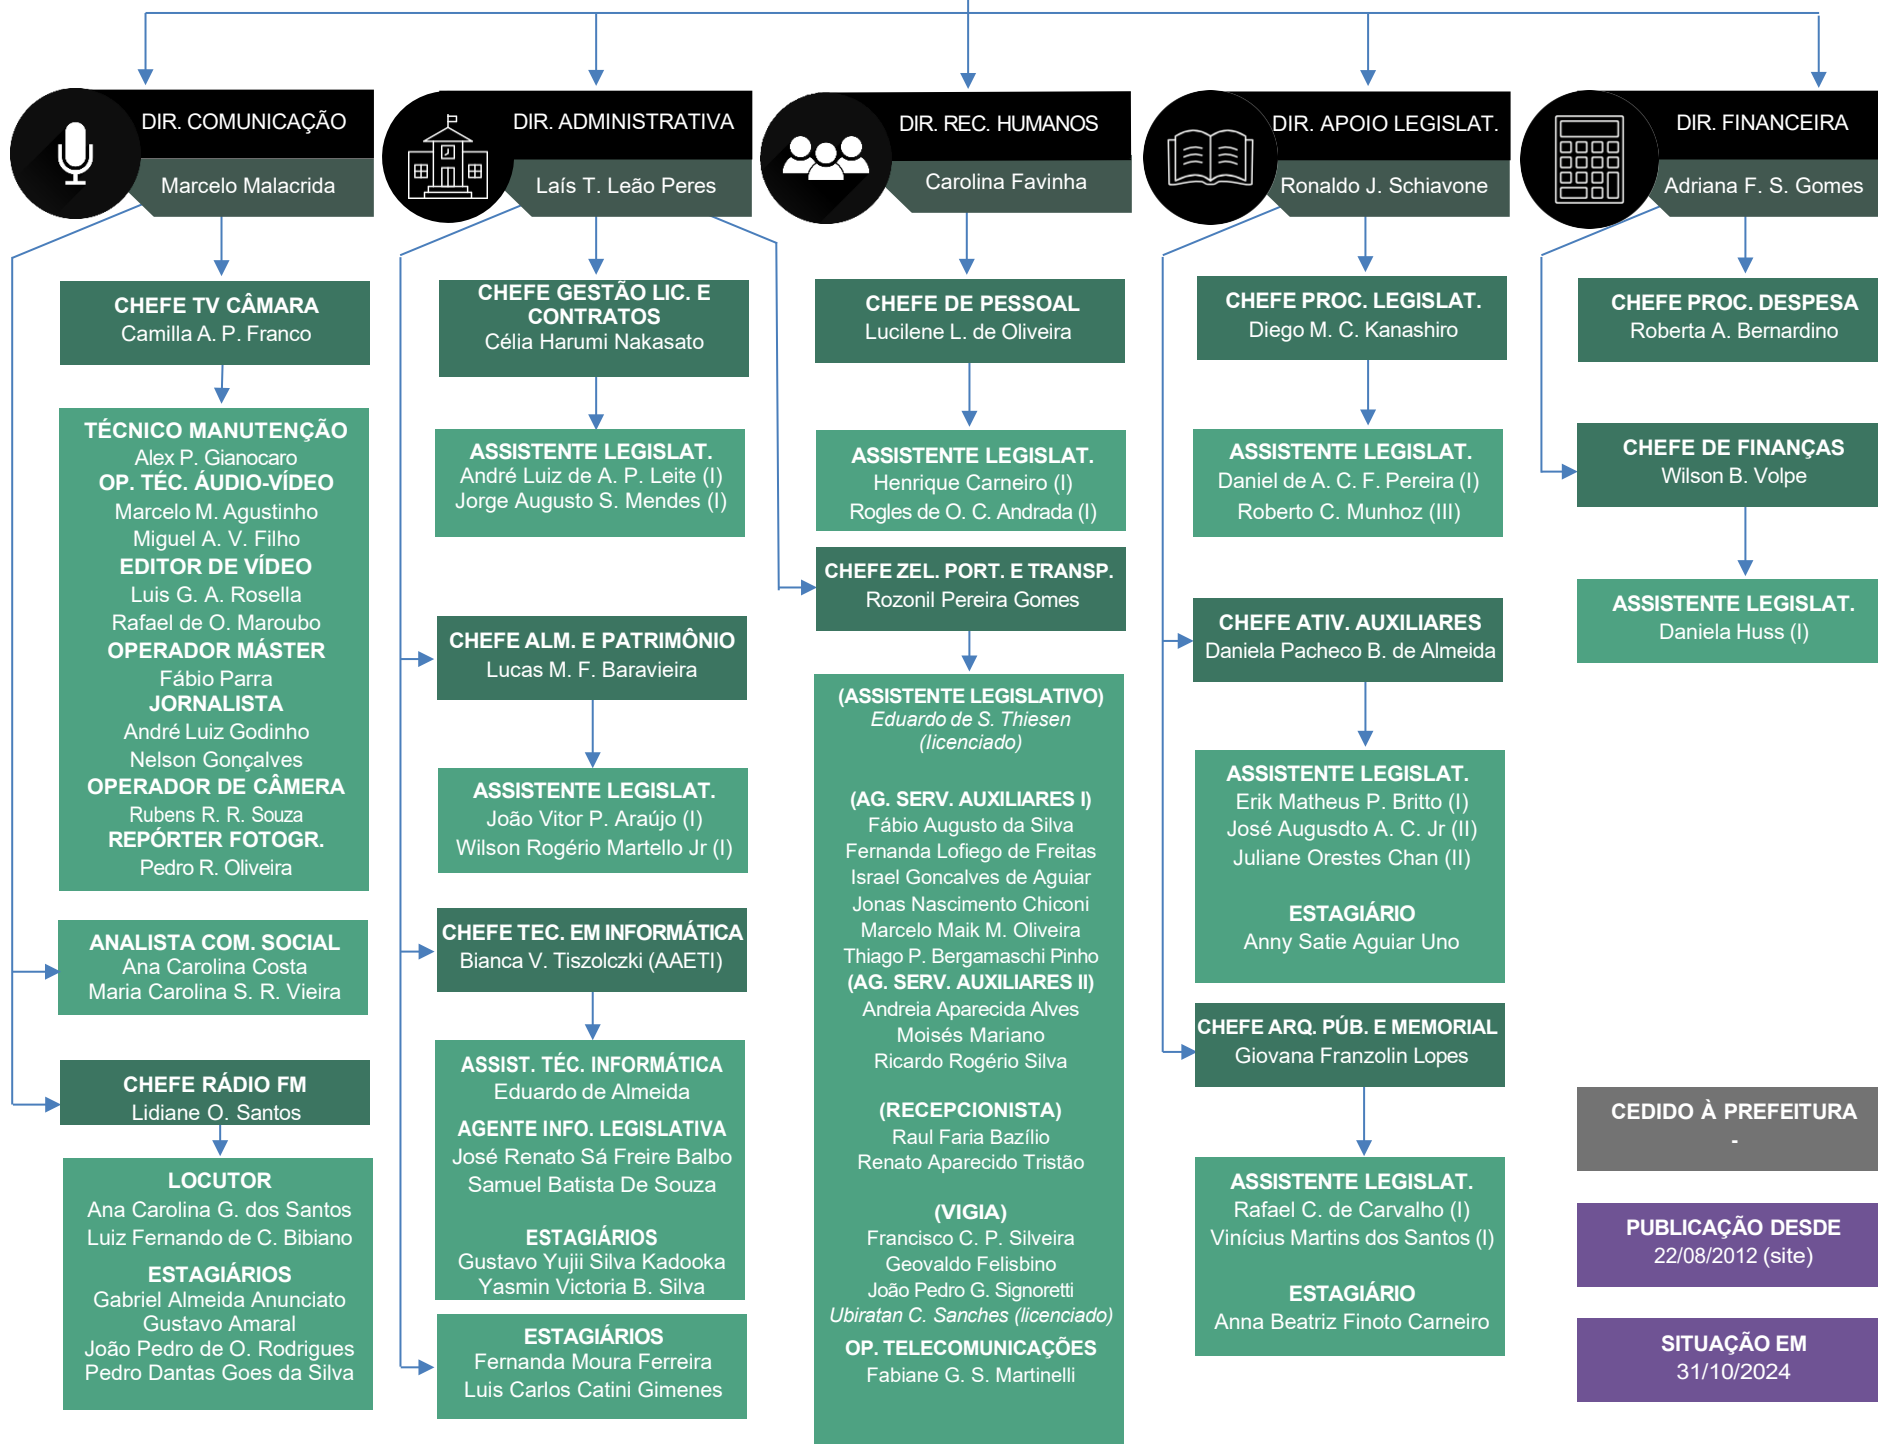 DIR. COMUNICAÇÃO
Marcelo Malacrida
CHEFE TV CÂMARA
Camilla A. P. Franco
TÉCNICO MANUTENÇÃO
Alex P. Gianocaro
OP. TÉC. ÁUDIO-VÍDEO
Marcelo M. Agustinho
Miguel A. V. Filho
EDITOR DE VÍDEO
Luis G. A. Rosella
Rafael de O. Maroubo
OPERADOR MÁSTER
Fábio Parra
JORNALISTA
André Luiz Godinho
Nelson Gonçalves
OPERADOR DE CÂMERA
Rubens R. R. Souza
REPÓRTER FOTOGR.
Pedro R. Oliveira
ANALISTA COM. SOCIAL
Ana Carolina Costa
Maria Carolina S. R. Vieira
CHEFE RÁDIO FM
Lidiane O. Santos
LOCUTOR
Ana Carolina G. dos Santos
Luiz Fernando de C. Bibiano
ESTAGIÁRIOS
Gabriel Almeida Anunciato
Gustavo Amaral
João Pedro de O. Rodrigues
Pedro Dantas Goes da Silva
DIR. ADMINISTRATIVA
Laís T. Leão Peres
CHEFE GESTÃO LIC. E
CONTRATOS
Célia Harumi Nakasato
ASSISTENTE LEGISLAT.
André Luiz de A. P. Leite (I)
Jorge Augusto S. Mendes (I)
CHEFE ALM. E PATRIMÔNIO
Lucas M. F. Baravieira
ASSISTENTE LEGISLAT.
João Vitor P. Araújo (I)
Wilson Rogério Martello Jr (I)
CHEFE TEC. EM INFORMÁTICA
Bianca V. Tiszolczki (AAETI)
ASSIST. TÉC. INFORMÁTICA
Eduardo de Almeida
AGENTE INFO. LEGISLATIVA
José Renato Sá Freire Balbo
Samuel Batista De Souza
ESTAGIÁRIOS
Gustavo Yujii Silva Kadooka
Yasmin Victoria B. Silva
ESTAGIÁRIOS
Fernanda Moura Ferreira
Luis Carlos Catini Gimenes
DIR. REC. HUMANOS
Carolina Favinha
CHEFE DE PESSOAL
Lucilene L. de Oliveira
ASSISTENTE LEGISLAT.
Henrique Carneiro (I)
Rogles de O. C. Andrada (I)
CHEFE ZEL. PORT. E TRANSP.
Rozonil Pereira Gomes
(ASSISTENTE LEGISLATIVO)
Eduardo de S. Thiesen
(licenciado)
(AG. SERV. AUXILIARES I)
Fábio Augusto da Silva
Fernanda Lofiego de Freitas
Israel Goncalves de Aguiar
Jonas Nascimento Chiconi
Marcelo Maik M. Oliveira
Thiago P. Bergamaschi Pinho
(AG. SERV. AUXILIARES II)
Andreia Aparecida Alves
Moisés Mariano
Ricardo Rogério Silva
(RECEPCIONISTA)
Raul Faria Bazílio
Renato Aparecido Tristão
(VIGIA)
Francisco C. P. Silveira
Geovaldo Felisbino
João Pedro G. Signoretti
Ubiratan C. Sanches (licenciado)
OP. TELECOMUNICAÇÕES
Fabiane G. S. Martinelli
DIR. APOIO LEGISLAT.
Ronaldo J. Schiavone
CHEFE PROC. LEGISLAT.
Diego M. C. Kanashiro
ASSISTENTE LEGISLAT.
Daniel de A. C. F. Pereira (I)
Roberto C. Munhoz (III)
CHEFE ATIV. AUXILIARES
Daniela Pacheco B. de Almeida
ASSISTENTE LEGISLAT.
Erik Matheus P. Britto (I)
José Augusdto A. C. Jr (II)
Juliane Orestes Chan (II)
ESTAGIÁRIO
Anny Satie Aguiar Uno
CHEFE ARQ. PÚB. E MEMORIAL
Giovana Franzolin Lopes
ASSISTENTE LEGISLAT.
Rafael C. de Carvalho (I)
Vinícius Martins dos Santos (I)
ESTAGIÁRIO
Anna Beatriz Finoto Carneiro
DIR. FINANCEIRA
Adriana F. S. Gomes
CHEFE PROC. DESPESA
Roberta A. Bernardino
CHEFE DE FINANÇAS
Wilson B. Volpe
ASSISTENTE LEGISLAT.
Daniela Huss (I)
CEDIDO À PREFEITURA
-
PUBLICAÇÃO DESDE
22/08/2012 (site)
SITUAÇÃO EM
31/10/2024